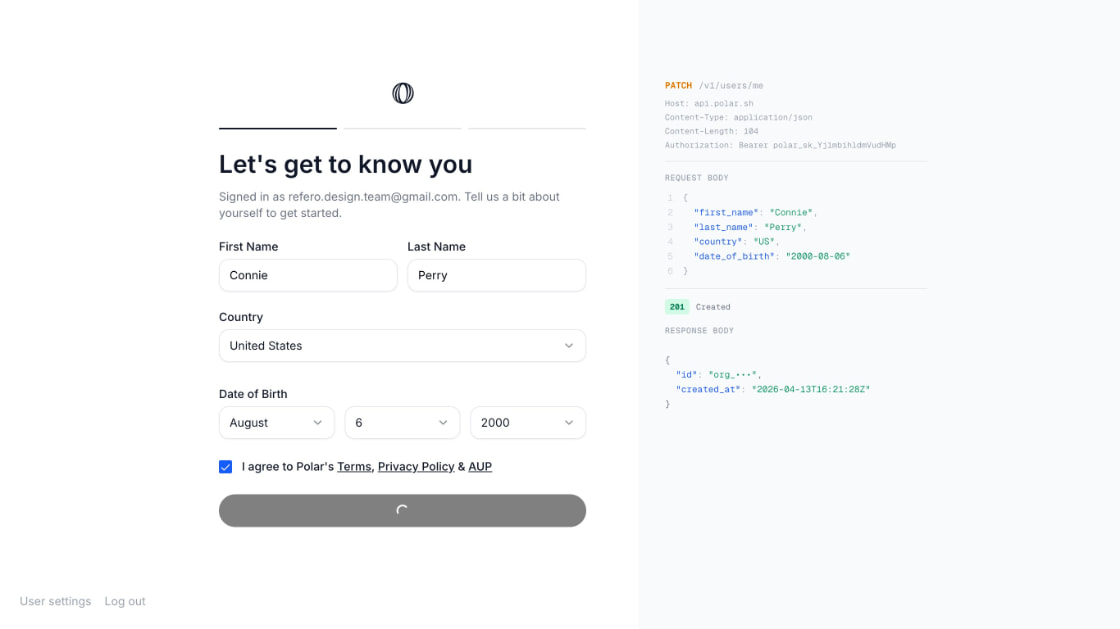 Let's get to know you
Signed in as refero.design.team@gmail.com. Tell us a bit about
yourself to get started.
First Name
Last Name
Connie
Perry
Country
United States
Date of Birth
August
6
2000
I agree to Polar's Terms, Privacy Policy & AUP
User settings
Log out
PATCH /v1/users/me
Host: api.polar.sh
Content-Type: application/json
Content-Length: 104
REQUEST BODY
1 {
2 "first_name": "Connie",
3 "last_name": "Perry",
4 "country": "US",
5 "date_of_birth": "2000-08-06"
6 }
201 Created
RESPONSE BODY
{
"id": "org_•••",
"created_at": "2026-04-13T16:21:28Z"
}